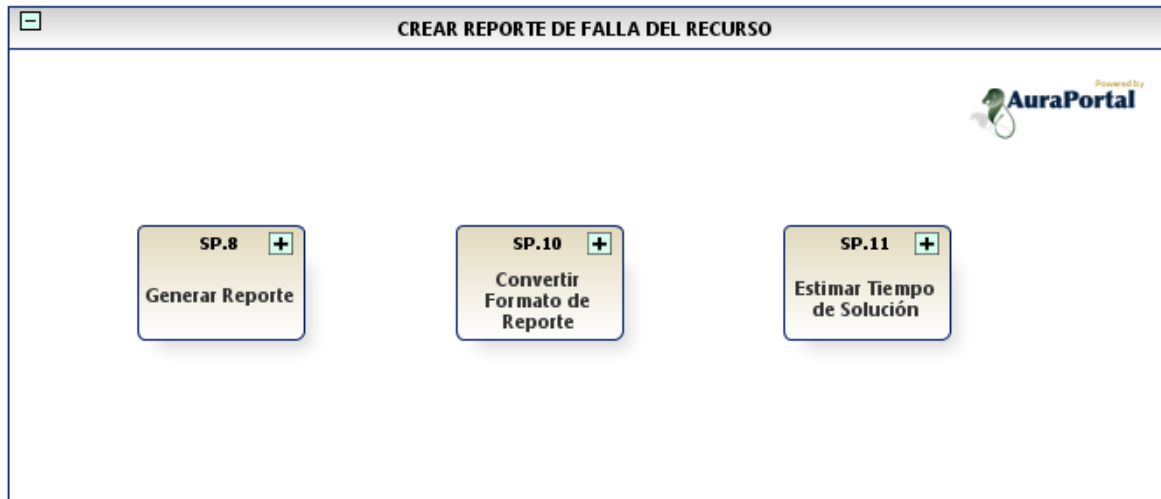 CREAR REPORTE DE FALLA DEL RECURSO
Powered by
AuraPortal
SP.8
Generar Reporte
SP.10
Convertir
Formato de
Reporte
SP.11
Estimar Tiempo
de Solución